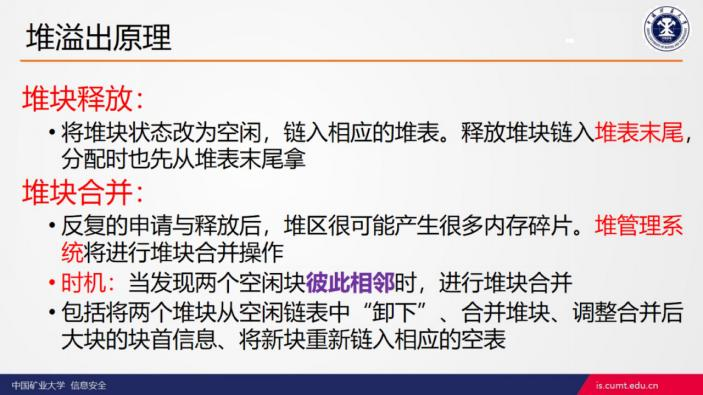 堆溢出原理
堆块释放：
•将堆块状态改为空闲，链入相应的堆表。释放堆块链入堆表末尾，
分配时也先从堆表末尾拿
堆块合并：
•反复的申请与释放后，堆区很可能产生很多内存碎片。堆管理系
统将进行堆块合并操作
•时机：当发现两个空闲块彼此相邻时，进行堆块合并
•包括将两个堆块从空闲链表中“卸下”、合并堆块、调整合并后
大块的块首信息、将新块重新链入相应的空表
中国矿业大学 信息安全
is.cumt.edu.cn